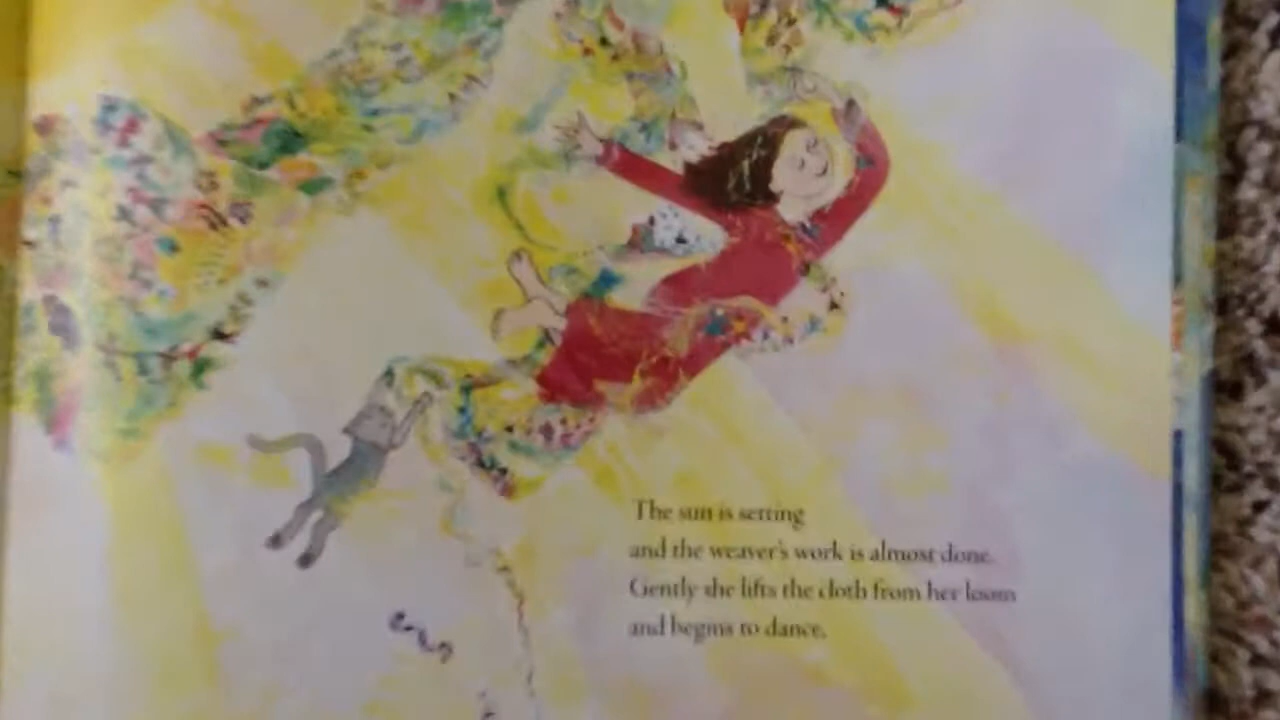 The sun is setting
and the weaver's work is almost done.
Gently she lifts the cloth from her loom
and begins to dance.